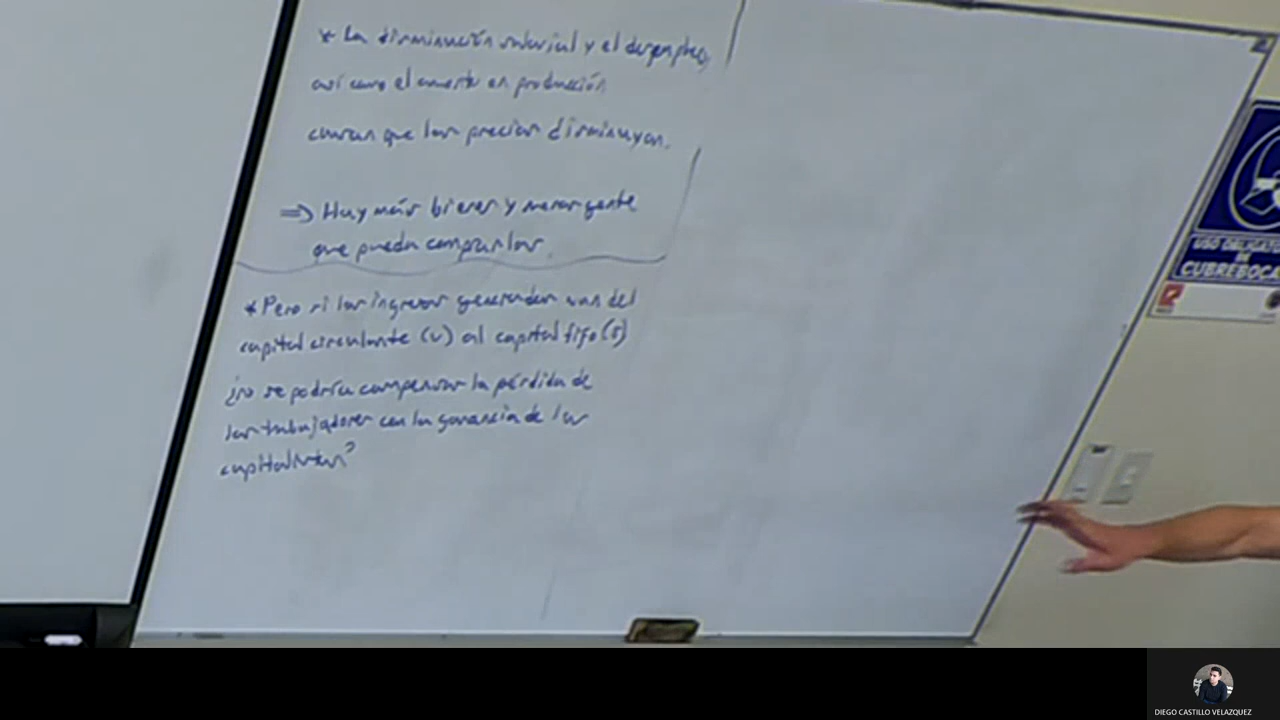 * La disminución salarial y el desempleo,
así como el aumento en producción
causan que los precios disminuyan.
⇒ Hay más bienes y menos gente
que pueda comprarlos.
* Pero si los ingresos generados van del
capital circulante (v) al capital fijo (s)
¿no se podría compensar la pérdida de
los trabajadores con la ganancia de los
capitalistas?
USO OBLIGATORIO
DE
CUBREBOCA
DIEGO CASTILLO VELAZQUEZ